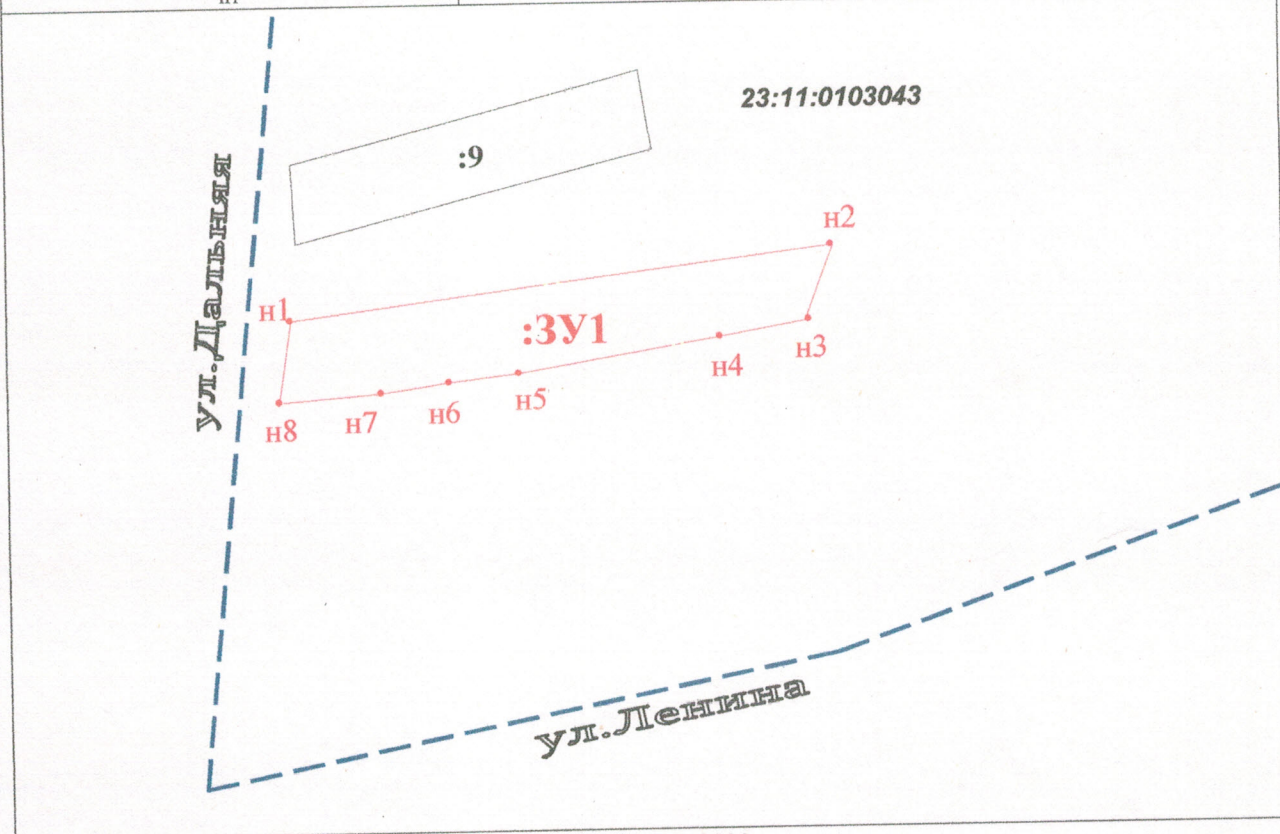 23:11:0103043
:9
ул.Дальняя
н2
н1
:ЗУ1
н3
н4
н5
н6
н7
н8
ул.Ленина